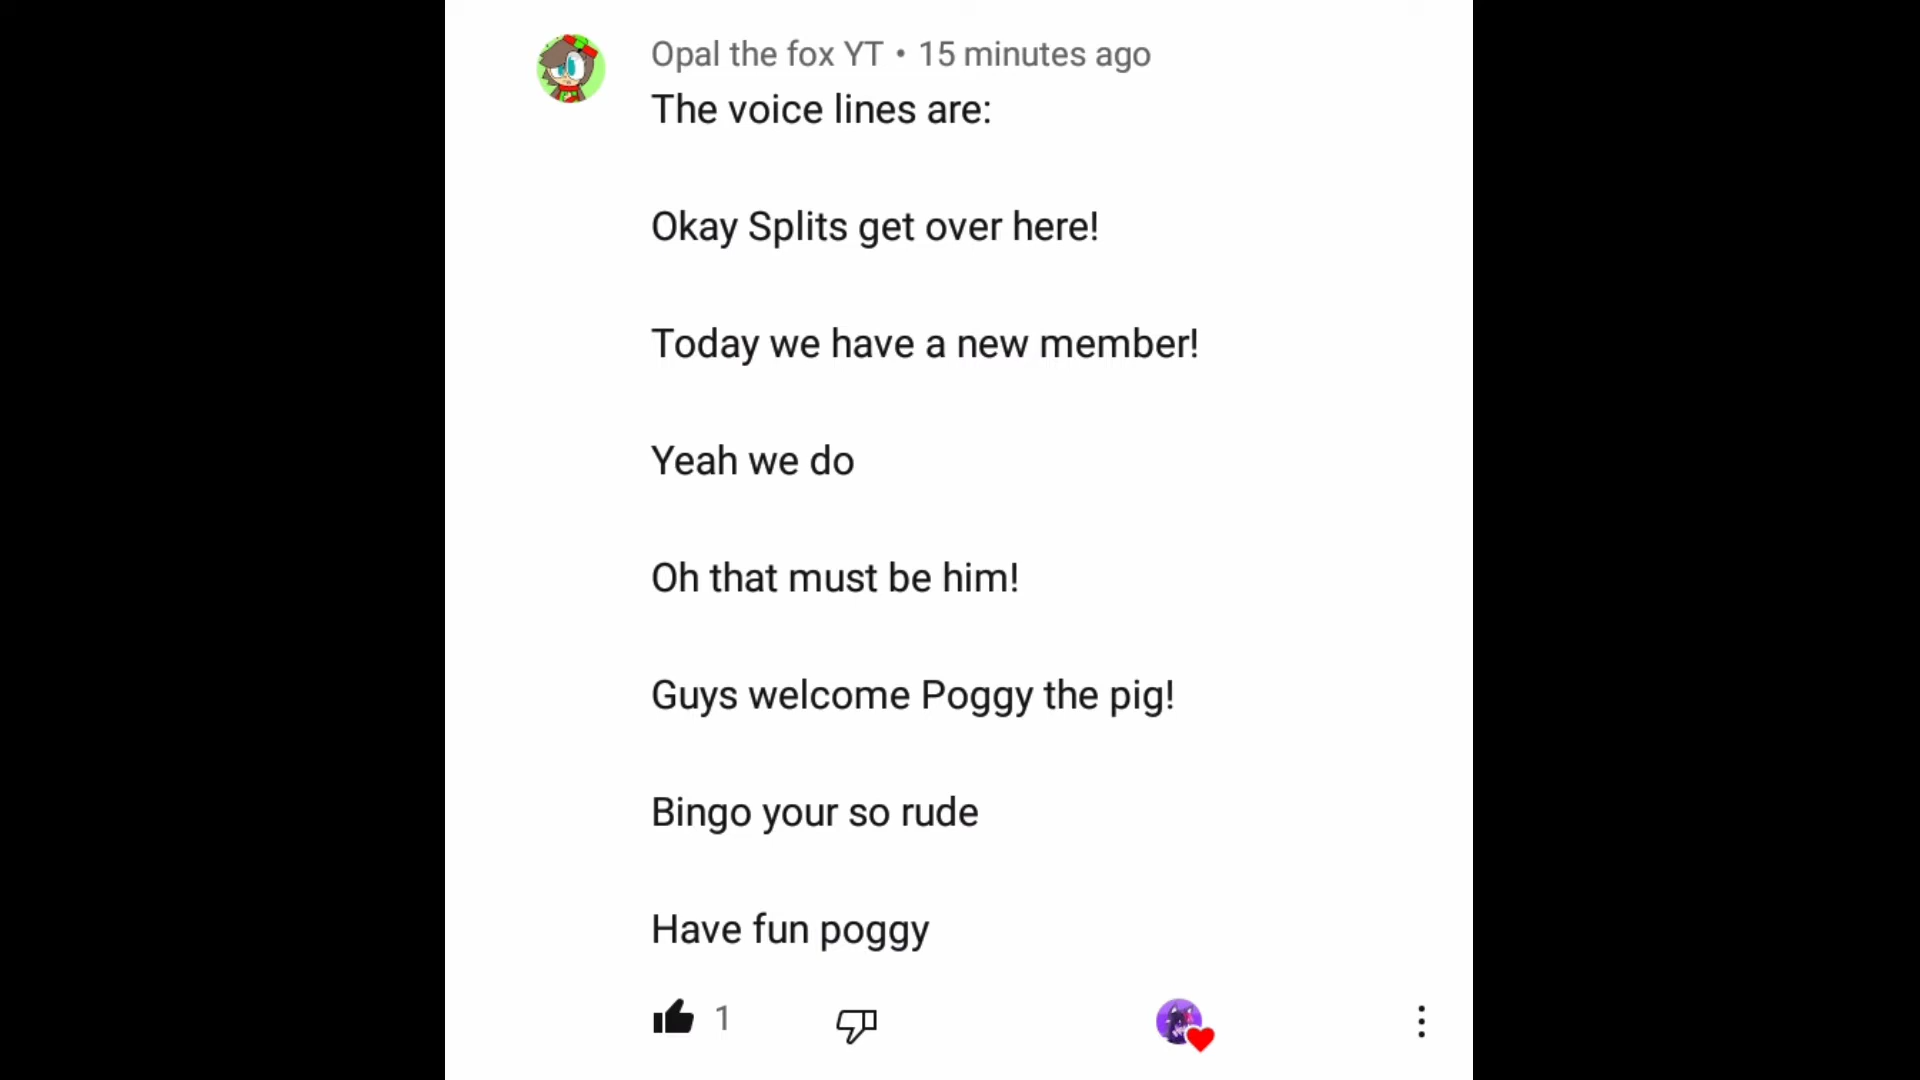 Opal the fox YT • 15 minutes ago
The voice lines are:
Okay Splits get over here!
Today we have a new member!
Yeah we do
Oh that must be him!
Guys welcome Poggy the pig!
Bingo your so rude
Have fun poggy
1